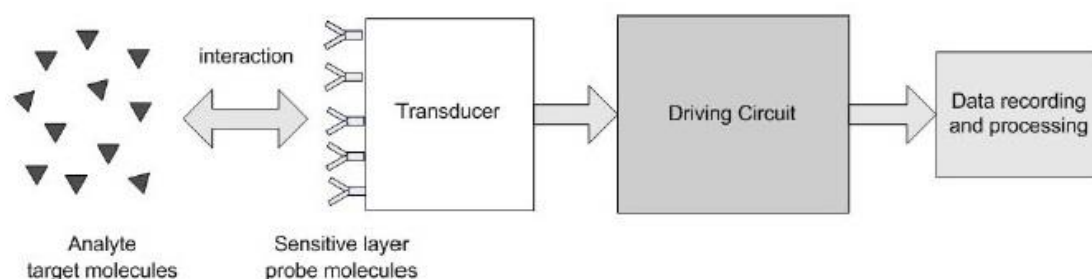 interaction
Transducer
Driving Circuit
Data recording
and processing
Analyte
target molecules
Sensitive layer
probe molecules